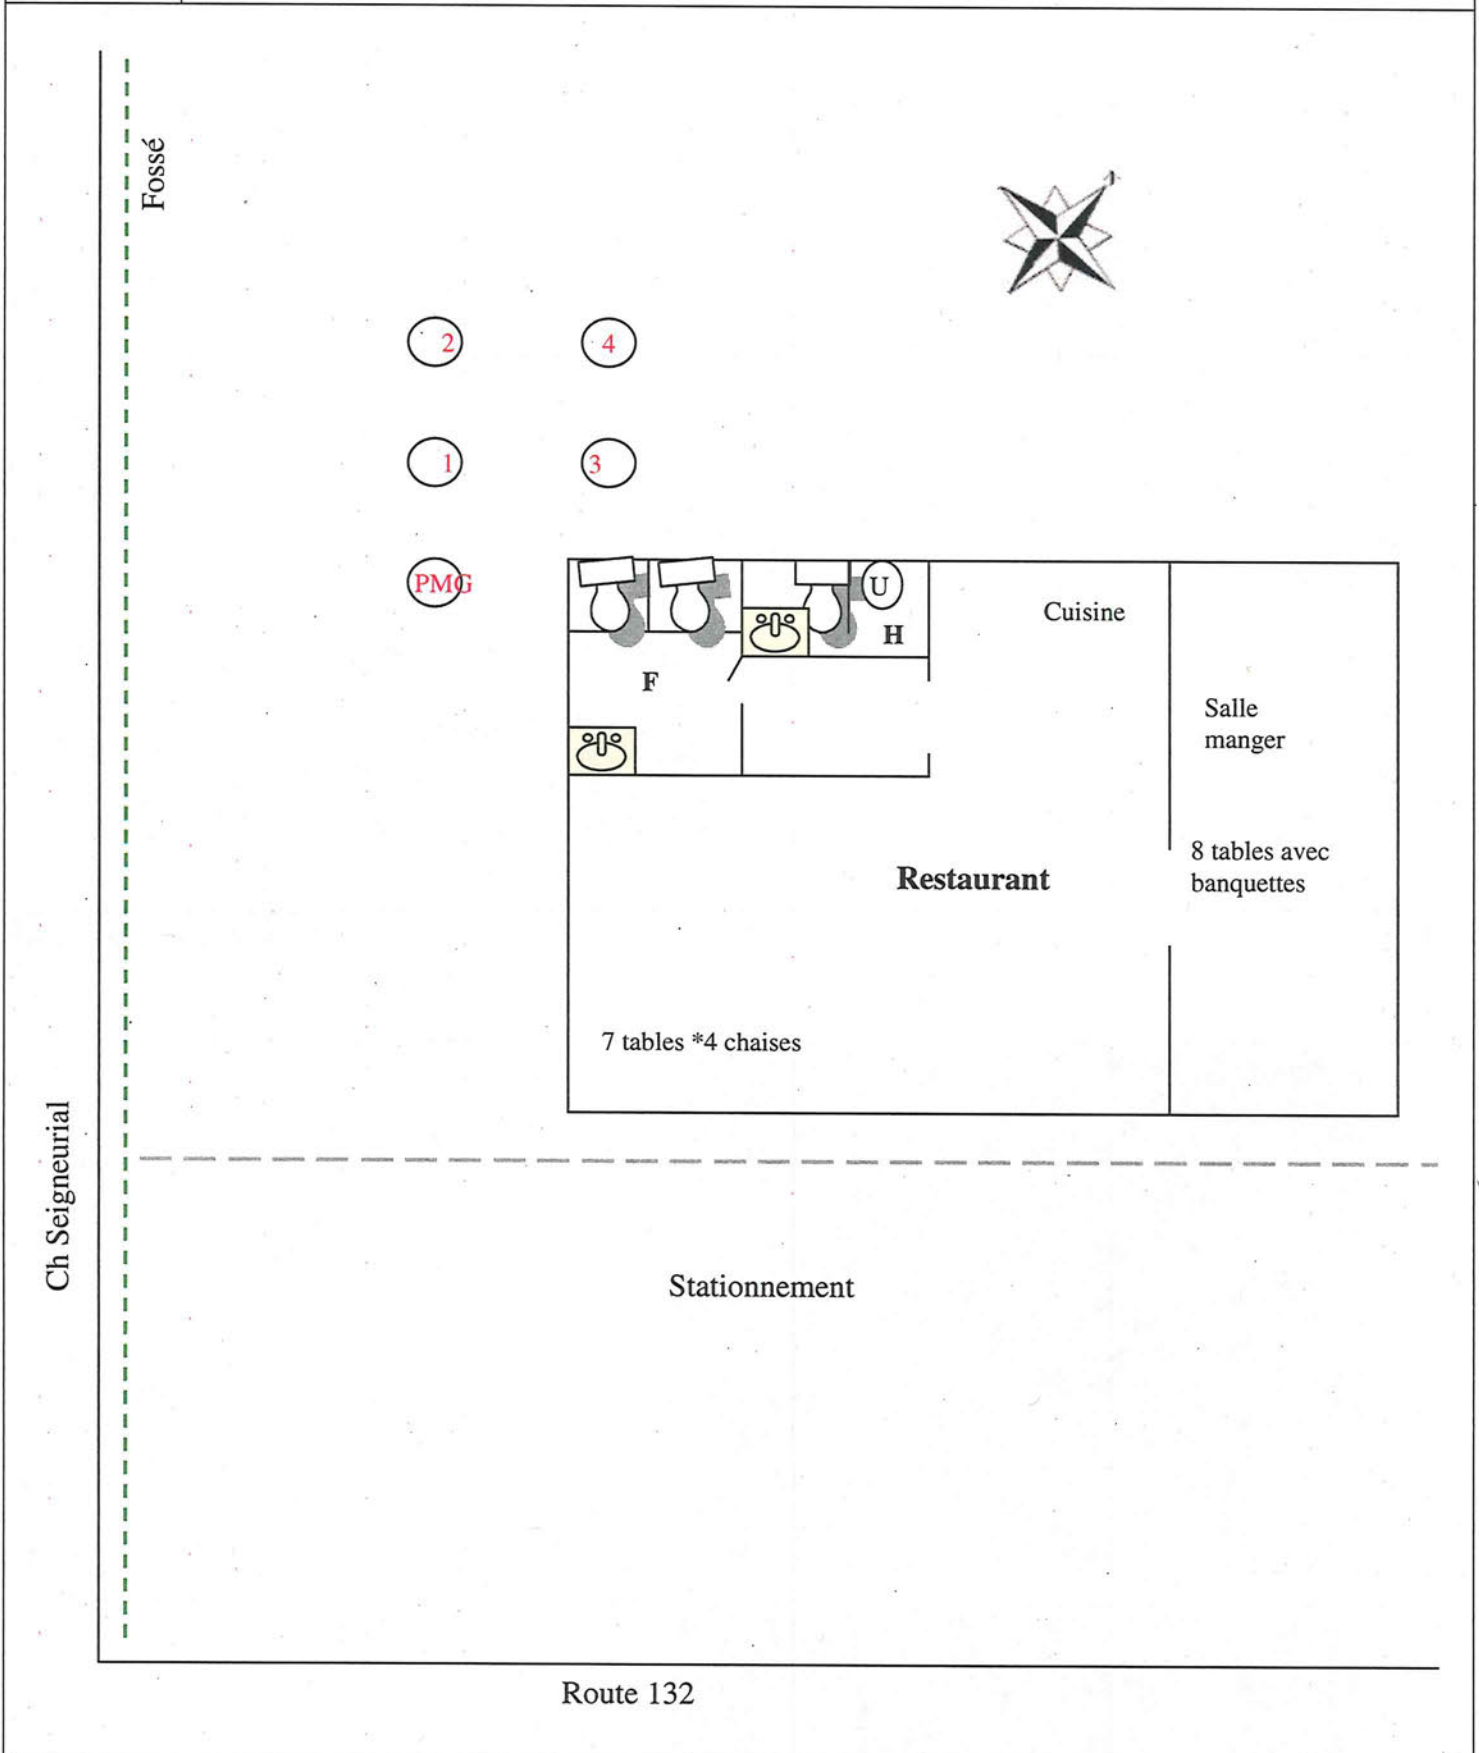 Fossé
2
4
1
3
PMG
U
H
Cuisine
F
Salle
manger
8 tables avec
banquettes
Restaurant
7 tables *4 chaises
Ch Seigneurial
Stationnement
Route 132